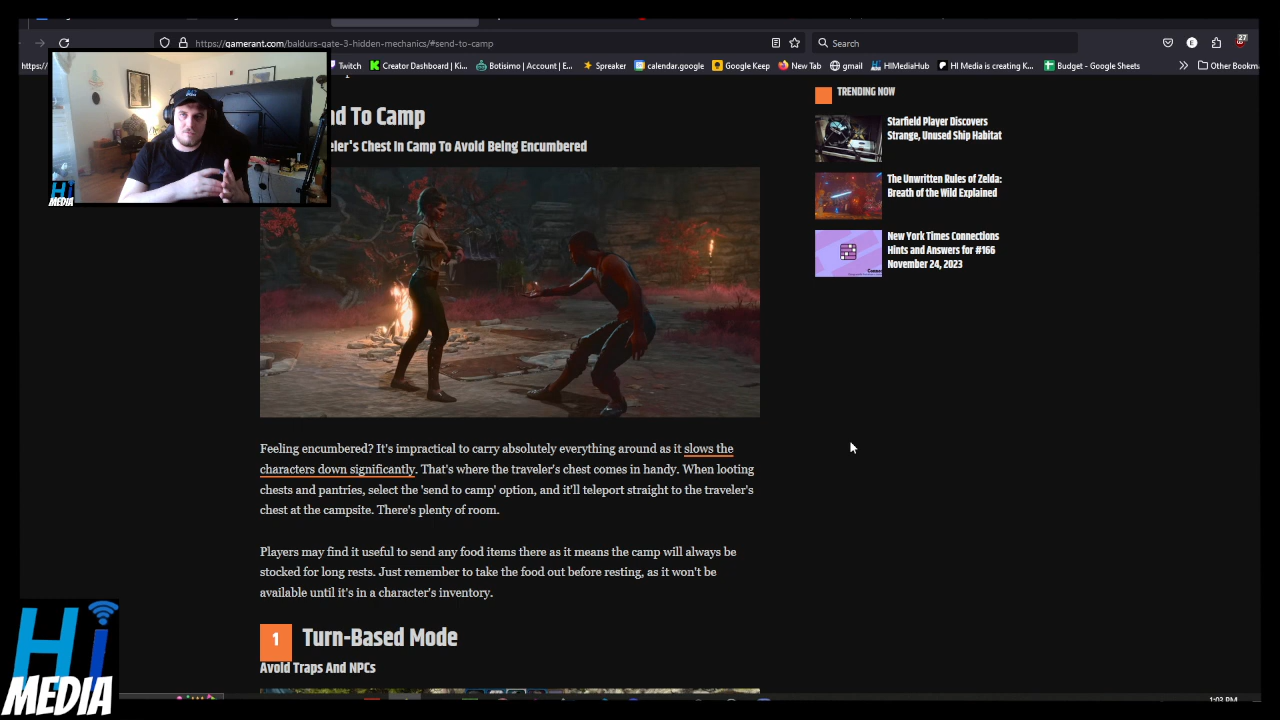 https://gamerant.com/baldurs-gate-3-hidden-mechanics/#send-to-camp
Search
27
https://
Twitch
Creator Dashboard | Ki...
Botisimo | Account | E...
Spreaker
calendar.google
Google Keep
New Tab
gmail
HIMediaHub
HI Media is creating K...
Budget - Google Sheets
Other Bookm
nd To Camp
eler's Chest In Camp To Avoid Being Encumbered
Hi
MEDIA
TRENDING NOW
Starfield Player Discovers
Strange, Unused Ship Habitat
The Unwritten Rules of Zelda:
Breath of the Wild Explained
New York Times Connections
Hints and Answers for #166
November 24, 2023
Feeling encumbered? It's impractical to carry absolutely everything around as it slows the
characters down significantly. That's where the traveler's chest comes in handy. When looting
chests and pantries, select the 'send to camp' option, and it'll teleport straight to the traveler's
chest at the campsite. There's plenty of room.
Players may find it useful to send any food items there as it means the camp will always be
stocked for long rests. Just remember to take the food out before resting, as it won't be
available until it's in a character's inventory.
1 Turn-Based Mode
Avoid Traps And NPCs
Hi
MEDIA
1:03 PM